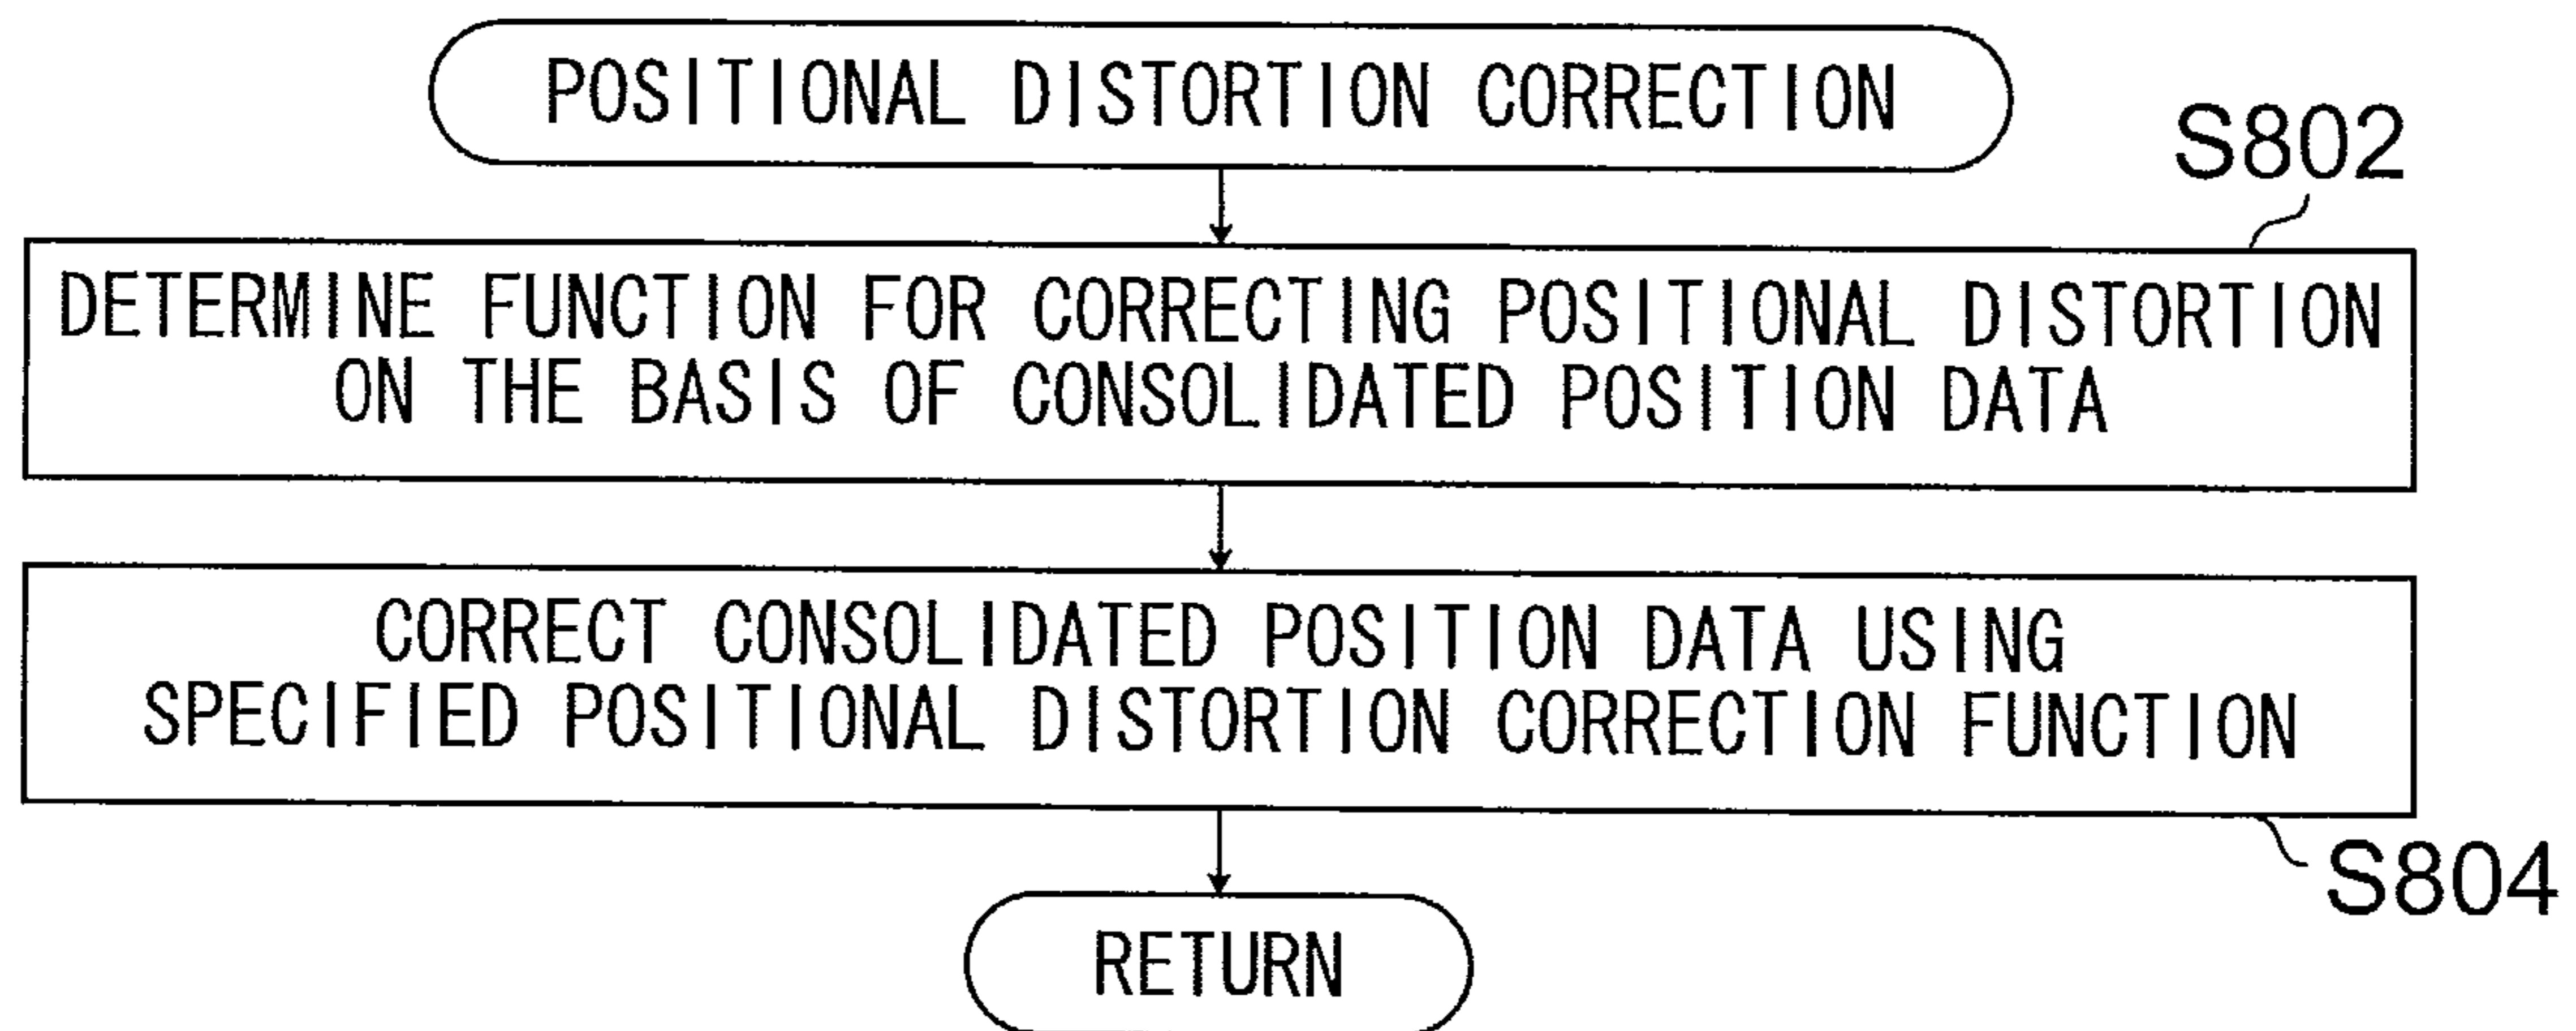 POSITIONAL DISTORTION CORRECTION
S802
DETERMINE FUNCTION FOR CORRECTING POSITIONAL DISTORTION
ON THE BASIS OF CONSOLIDATED POSITION DATA
CORRECT CONSOLIDATED POSITION DATA USING
SPECIFIED POSITIONAL DISTORTION CORRECTION FUNCTION
S804
RETURN